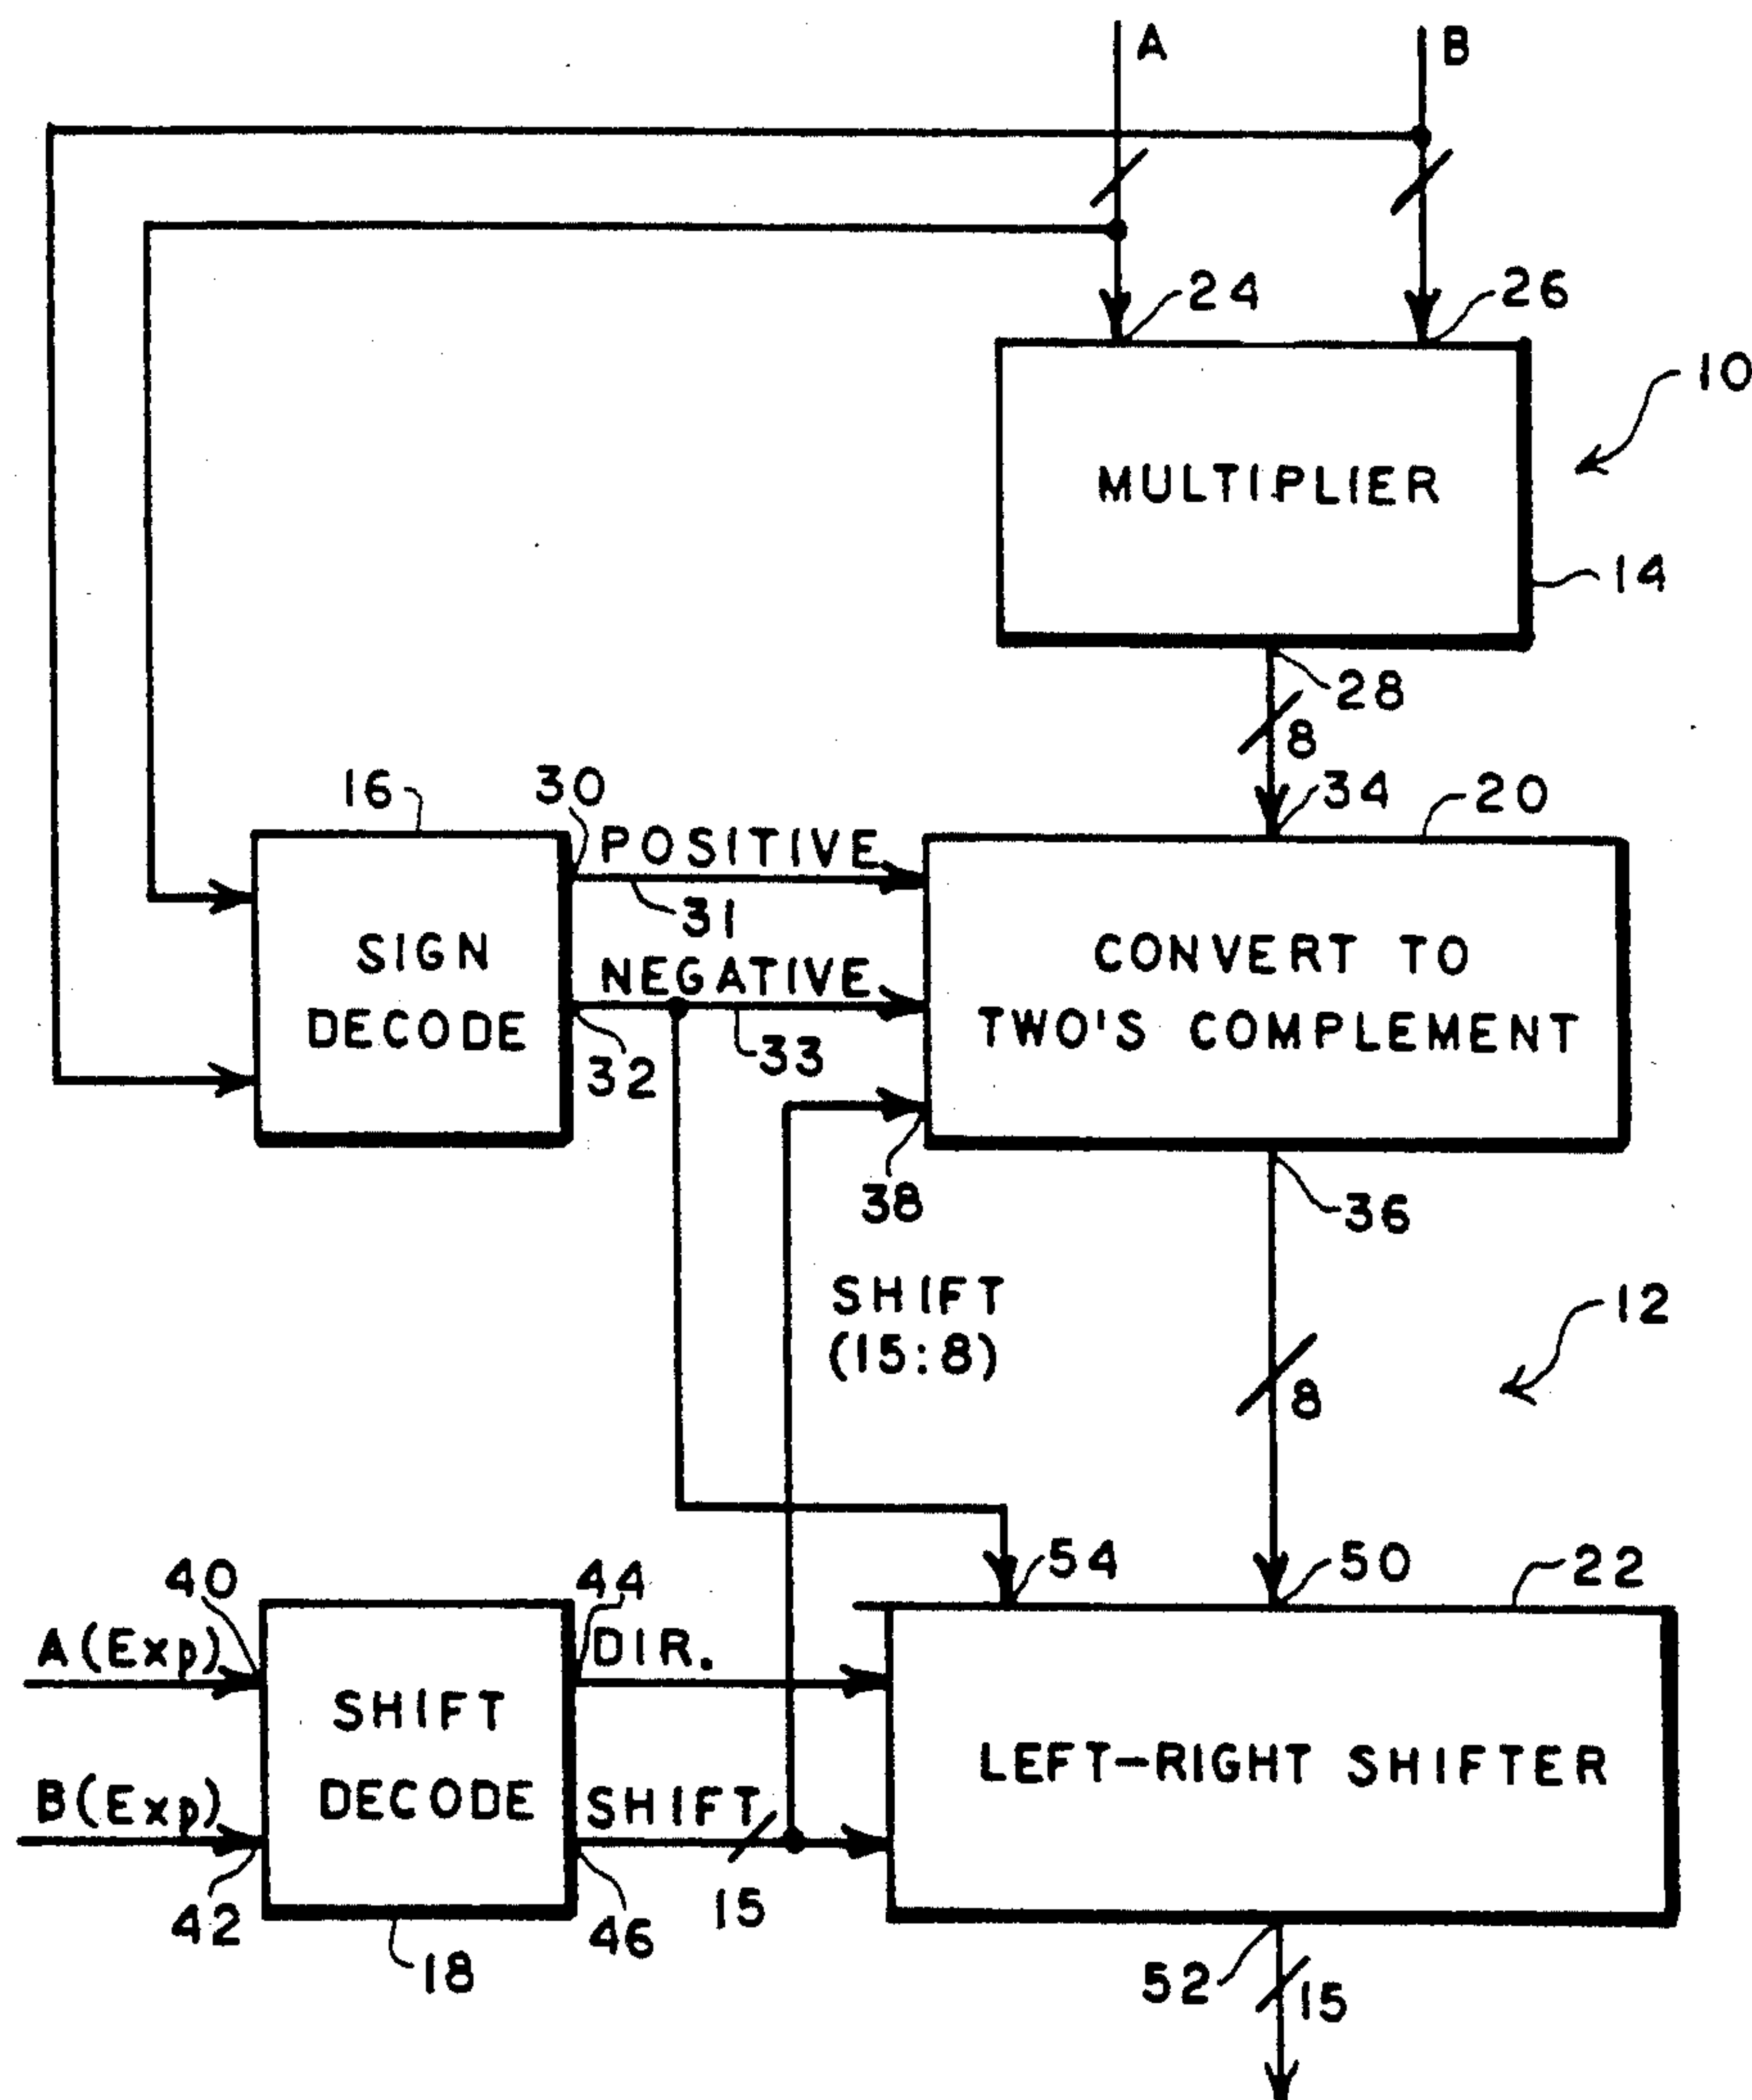 A
B
24
26
10
MULTIPLIER
14
28
8
16
30
POSITIVE
34
20
31
SIGN
DECODE
NEGATIVE
32
33
CONVERT TO
TWO'S COMPLEMENT
38
36
SHIFT
(15:8)
12
8
40
44
54
50
22
A(Exp)
DIR.
SHIFT
DECODE
LEFT-RIGHT SHIFTER
B(Exp)
SHIFT
42
15
46
18
52
15